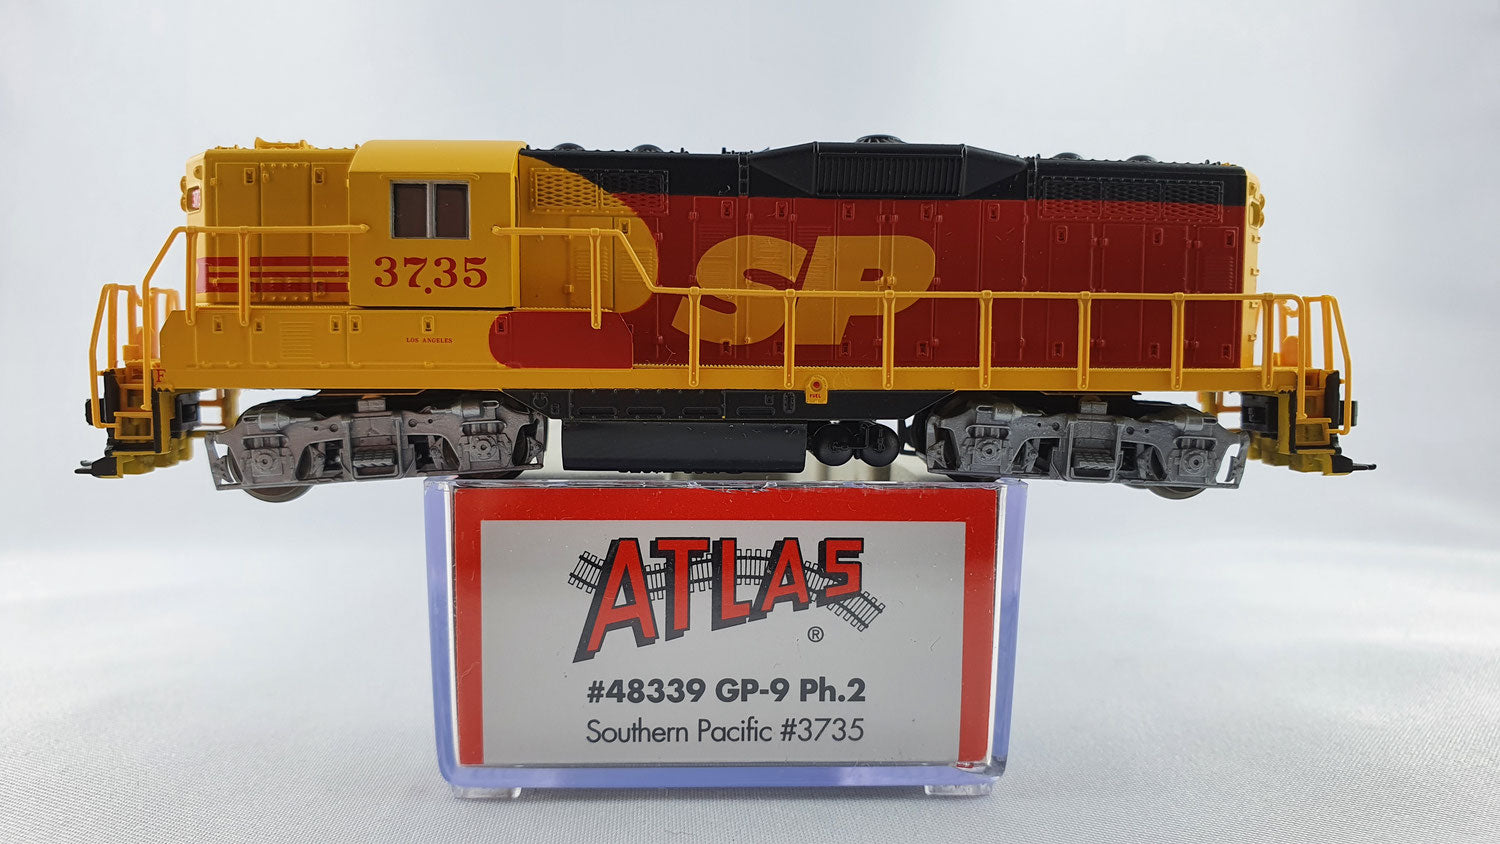 3735
SP
LOS ANGELES
F
FUEL
ATLAS®
#48339 GP-9 Ph.2
Southern Pacific #3735